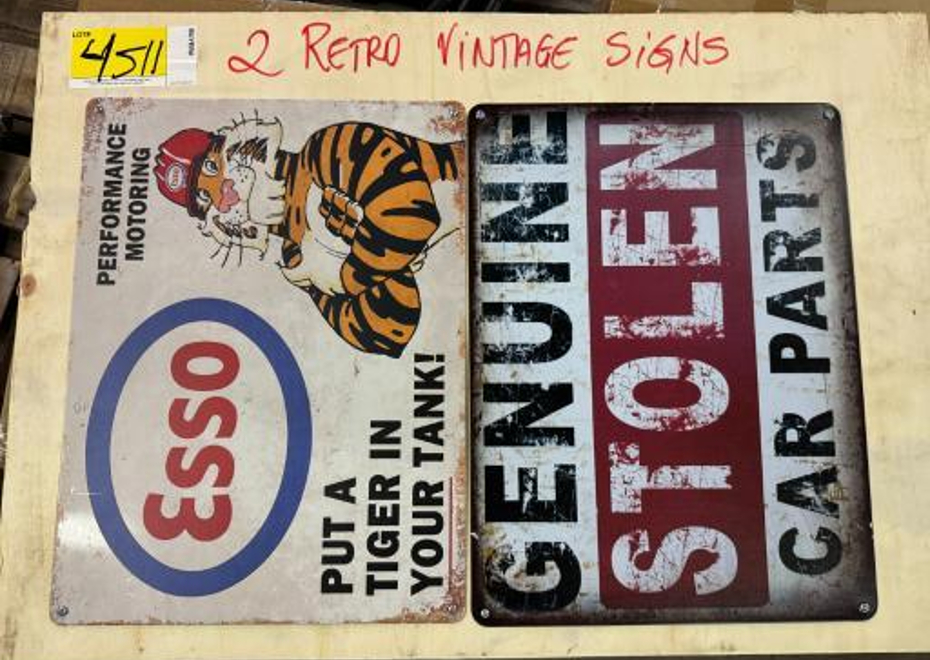 LOT#
4511
2 RETRO VINTAGE SIGNS
PERFORMANCE
MOTORING
Esso
PUT A
TIGER IN
YOUR TANK!
GENUINE
STOLEN
CAR PARTS